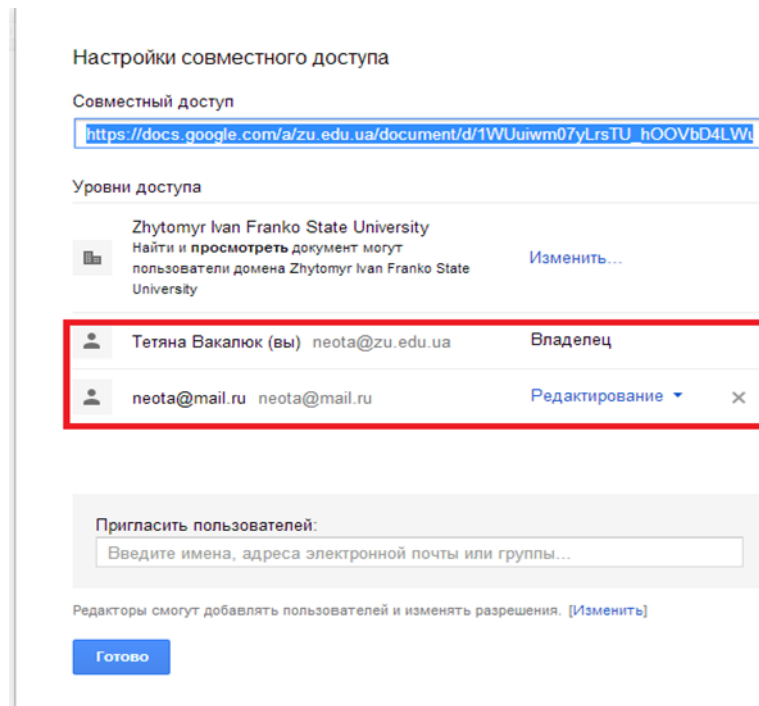 Настройки совместного доступа
Совместный доступ
https://docs.google.com/a/zu.edu.ua/document/d/1WUuiwm07yLrsTU_hOOVbD4LWu
Уровни доступа
Zhytomyr Ivan Franko State University
Найти и просмотреть документ могут
пользователи домена Zhytomyr Ivan Franko State
University
Изменить...
Тетяна Вакалюк (вы) neota@zu.edu.ua Владелец
neota@mail.ru neota@mail.ru Редактирование
Пригласить пользователей:
Введите имена, адреса электронной почты или группы...
Редакторы смогут добавлять пользователей и изменять разрешения. [Изменить]
Готово